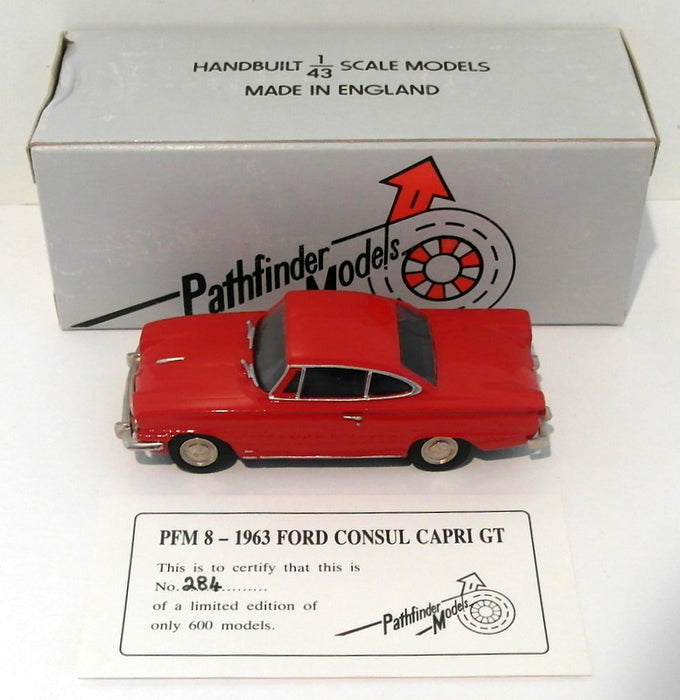 HANDBUILT 1/43 SCALE MODELS
MADE IN ENGLAND
Pathfinder
Models
PFM 8 – 1963 FORD CONSUL CAPRI GT
This is to certify that this is
No. 284..........
of a limited edition of
only 600 models.
Pathfinder
Models